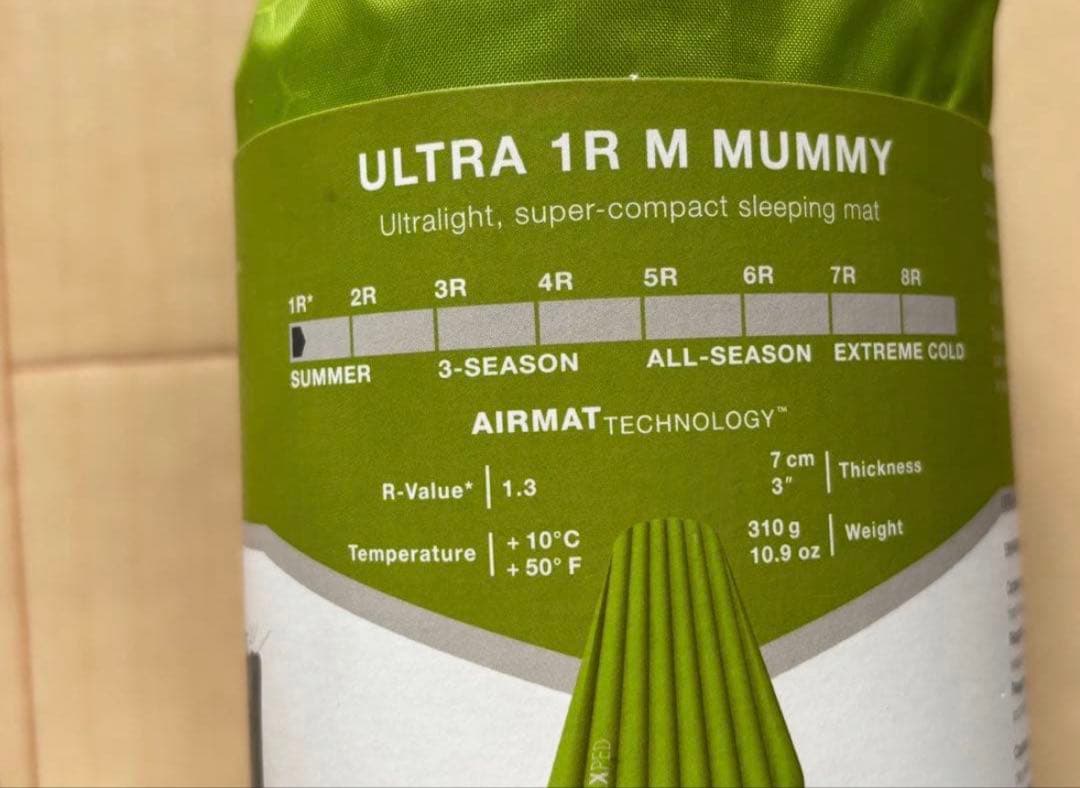 ULTRA 1R M MUMMY
Ultralight, super-compact sleeping mat
1R* 2R 3R 4R 5R 6R 7R 8R
SUMMER 3-SEASON ALL-SEASON EXTREME COLD
AIRMAT TECHNOLOGY™
R-Value* 1.3
Temperature +10°C
+50°F
7 cm Thickness
3"
310 g Weight
10.9 oz
XPED